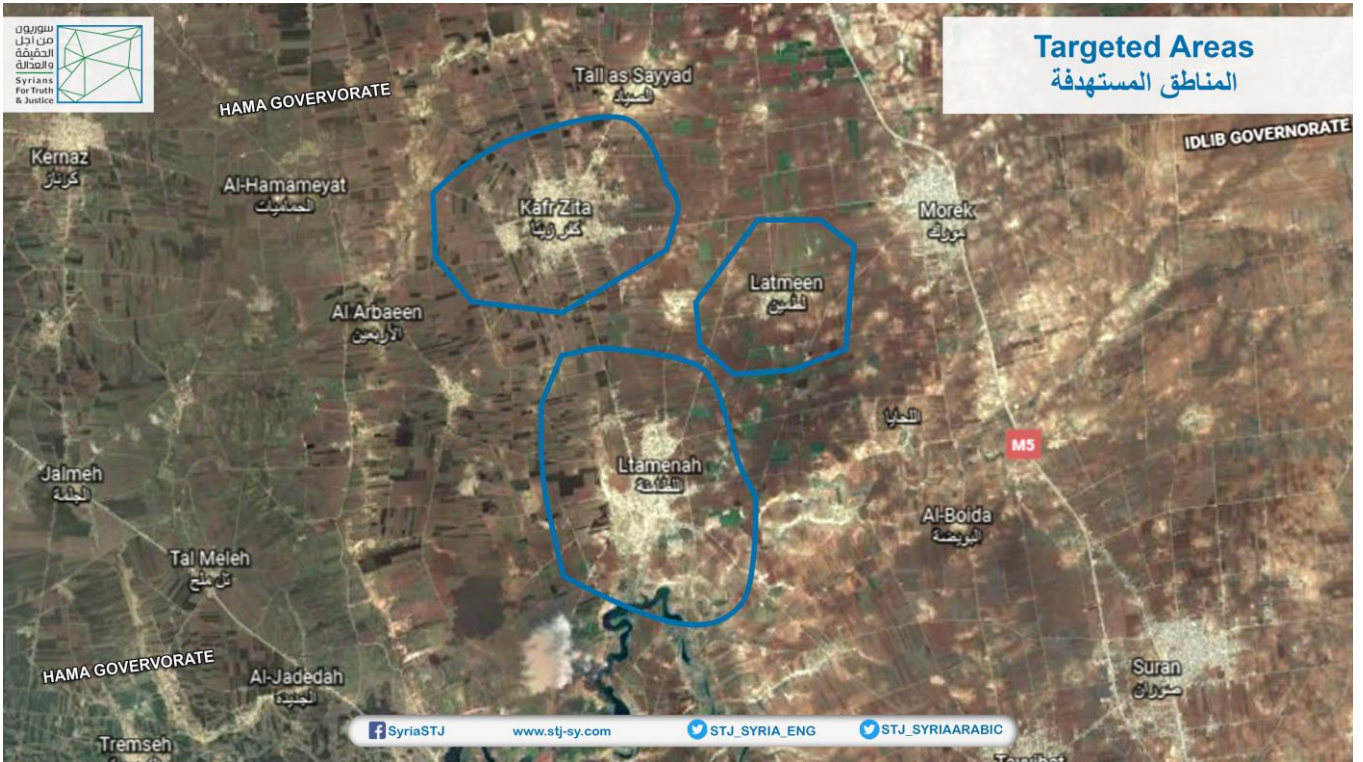 سوريون
من أجل
الحقيقة
والعدالة
Syrians
For Truth
& Justice
Targeted Areas
المناطق المستهدفة
HAMA GOVERVORATE
Tall as Sayyad
الصياد
IDLIB GOVERNORATE
Kernaz
كرناز
Al-Hamameyat
الحماميات
Kafr Zita
كفر زيتا
Morek
مورك
Latmeen
لطمين
Al Arbaeen
الأربعين
اللحايا
M5
Ltamenah
اللطامنة
Jalmeh
الجلمة
Al-Boida
البويضة
Tal Meleh
تل ملح
HAMA GOVERVORATE
Al-Jadedah
الجديدة
Suran
صوران
Tremseh
SyriaSTJ
www.stj-sy.com
STJ_SYRIA_ENG
STJ_SYRIAARABIC